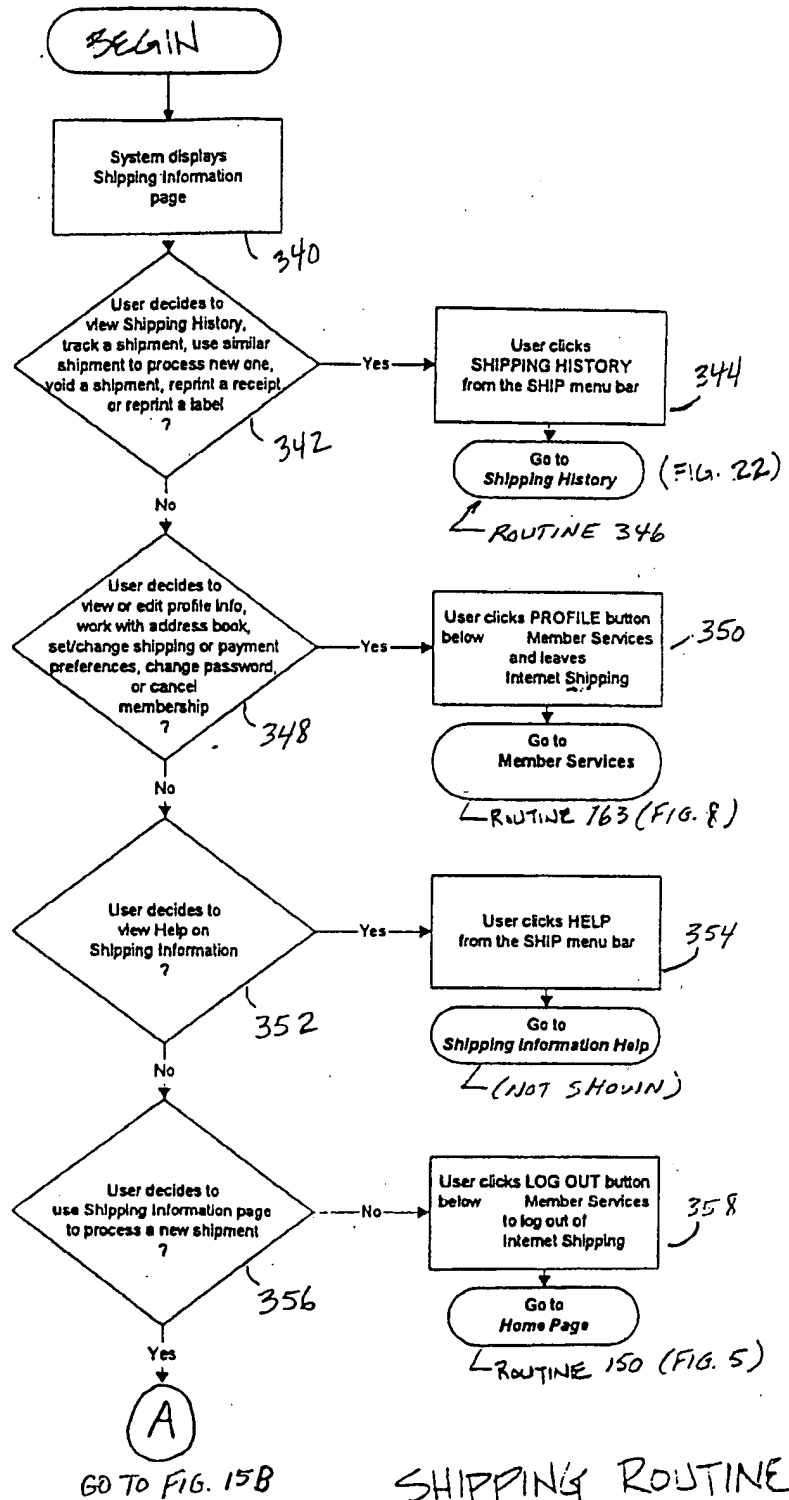 BEGIN
System displays
Shipping Information
page
340
User decides to
view Shipping History,
track a shipment, use similar
shipment to process new one,
void a shipment, reprint a receipt
or reprint a label
?
342
Yes
User clicks
SHIPPING HISTORY
from the SHIP menu bar
344
Go to
Shipping History
(FIG. 22)
ROUTINE 346
No
User decides to
view or edit profile info,
work with address book,
set/change shipping or payment
preferences, change password,
or cancel
membership
?
348
Yes
User clicks PROFILE button
below Member Services
and leaves
Internet Shipping
350
Go to
Member Services
ROUTINE 163 (FIG. 8)
No
User decides to
view Help on
Shipping Information
?
352
Yes
User clicks HELP
from the SHIP menu bar
354
Go to
Shipping Information Help
(NOT SHOWN)
No
User decides to
use Shipping Information page
to process a new shipment
?
356
No
User clicks LOG OUT button
below Member Services
to log out of
Internet Shipping
358
Go to
Home Page
ROUTINE 150 (FIG. 5)
Yes
A
GO TO FIG. 15B
SHIPPING ROUTINE